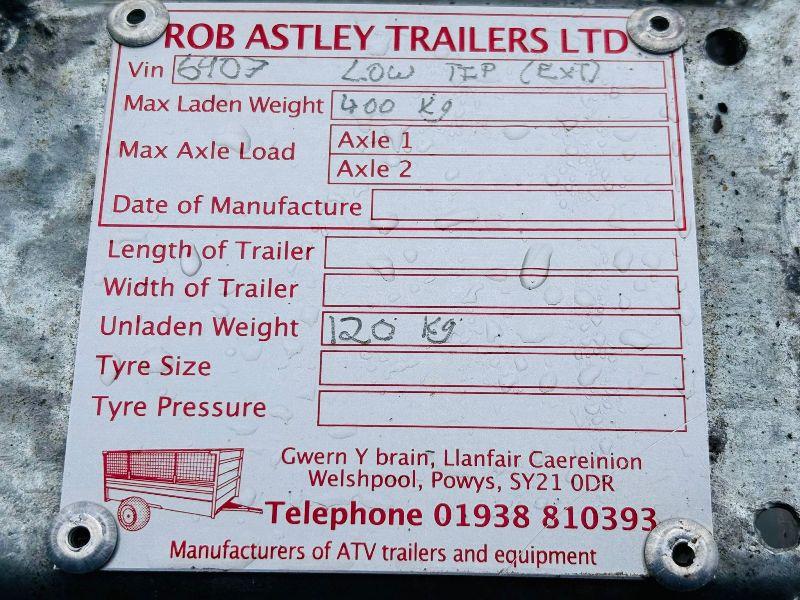 ROB ASTLEY TRAILERS LTD
Vin 6407 LOW TIP (EXT)
Max Laden Weight 400 Kg
Max Axle Load Axle 1
Axle 2
Date of Manufacture
Length of Trailer
Width of Trailer
Unladen Weight 120 Kg
Tyre Size
Tyre Pressure
Gwern Y brain, Llanfair Caereinion
Welshpool, Powys, SY21 0DR
Telephone 01938 810393
Manufacturers of ATV trailers and equipment